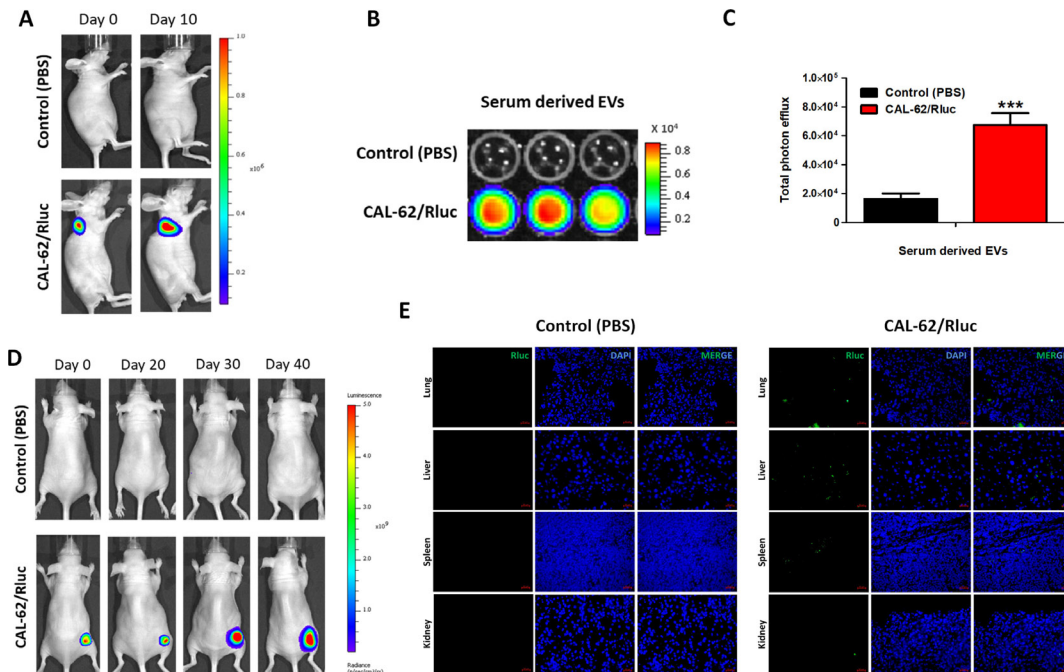 A
Day 0 Day 10
Control (PBS)
CAL-62/Rluc
1.0
0.8
0.6
x10⁶
0.4
0.2
B
Serum derived EVs
Control (PBS)
CAL-62/Rluc
X 10⁴
0.8
0.6
0.4
0.2
C
Total photon efflux
1.0×10⁵
8.0×10⁴
6.0×10⁴
4.0×10⁴
2.0×10⁴
0
Control (PBS)
CAL-62/Rluc
***
Serum derived EVs
D
Day 0 Day 20 Day 30 Day 40
Control (PBS)
CAL-62/Rluc
Luminescence
5.0
4.0
3.0
x10⁹
2.0
1.0
Radiance
E
Control (PBS)
Rluc DAPI MERGE
Lung
Liver
Spleen
Kidney
CAL-62/Rluc
Rluc DAPI MERGE
Lung
Liver
Spleen
Kidney